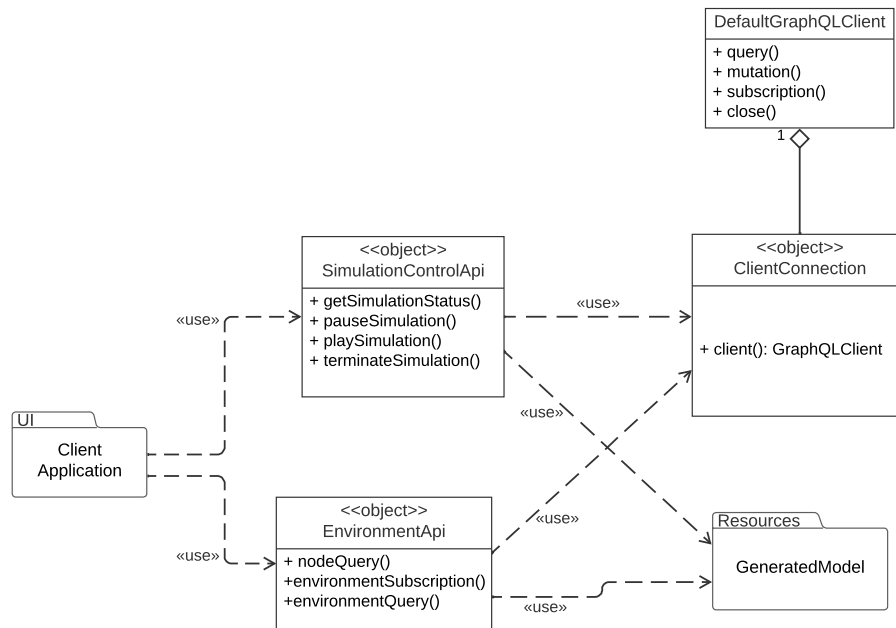 DefaultGraphQLClient
+ query()
+ mutation()
+ subscription()
+ close()
1
<<object>>
SimulationControlApi
+ getSimulationStatus()
+ pauseSimulation()
+ playSimulation()
+ terminateSimulation()
«use»
<<object>>
ClientConnection
+ client(): GraphQLClient
«use»
«use»
UI
Client
Application
«use»
<<object>>
EnvironmentApi
+ nodeQuery()
+environmentSubscription()
+environmentQuery()
«use»
«use»
Resources
GeneratedModel